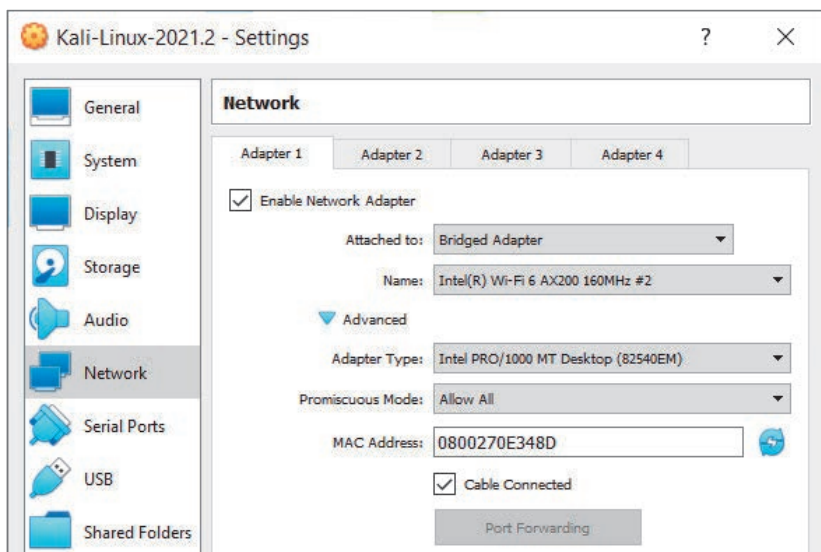 Kali-Linux-2021.2 - Settings ? ×
General
System
Display
Storage
Audio
Network
Serial Ports
USB
Shared Folders
Network
Adapter 1 Adapter 2 Adapter 3 Adapter 4
Enable Network Adapter
Attached to: Bridged Adapter
Name: Intel(R) Wi-Fi 6 AX200 160MHz #2
Advanced
Adapter Type: Intel PRO/1000 MT Desktop (82540EM)
Promiscuous Mode: Allow All
MAC Address: 0800270E348D
Cable Connected
Port Forwarding